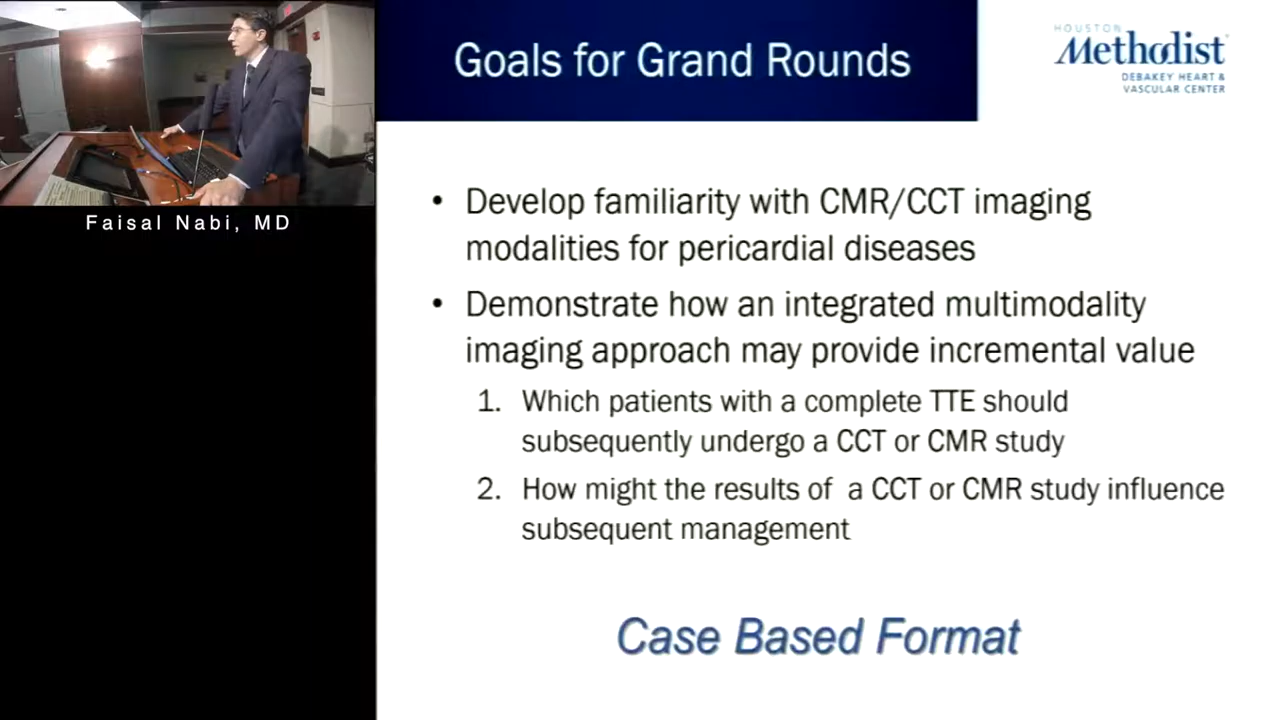 Goals for Grand Rounds
HOUSTON
Methodist
DEBAKEY HEART &
VASCULAR CENTER
Faisal Nabi, MD
• Develop familiarity with CMR/CCT imaging
modalities for pericardial diseases
• Demonstrate how an integrated multimodality
imaging approach may provide incremental value
1. Which patients with a complete TTE should
subsequently undergo a CCT or CMR study
2. How might the results of a CCT or CMR study influence
subsequent management
Case Based Format